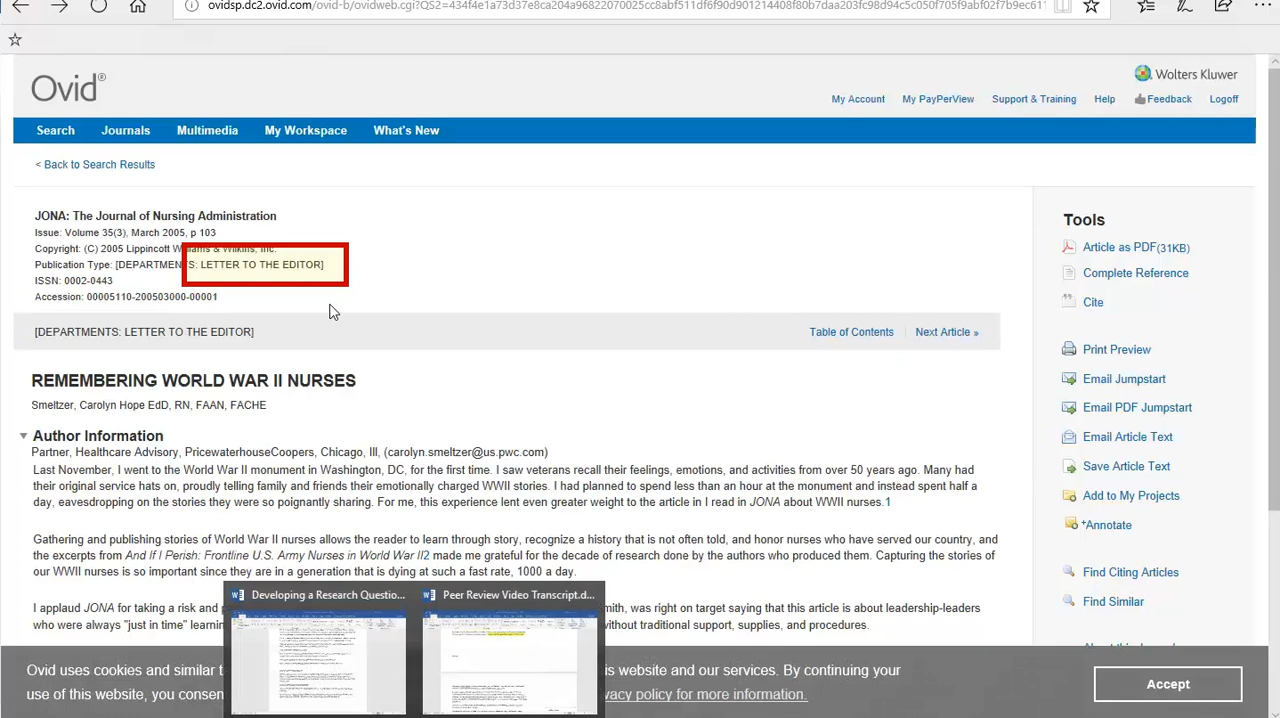 ovidsp.dc2.ovid.com/ovid-b/ovidweb.cgi?QS2=434f4e1a73d37e8ca204a96822070025cc8abf511df6f90d901214408f80b7daa203fc98d94c5c050f705f9abf02f7b9ec611
Ovid®
Wolters Kluwer
My Account My PayPerView Support & Training Help Feedback Logoff
Search Journals Multimedia My Workspace What's New
< Back to Search Results
JONA: The Journal of Nursing Administration
Issue: Volume 35(3), March 2005, p 103
Copyright: (C) 2005 Lippincott Williams & Wilkins, Inc.
Publication Type: [DEPARTMENTS: LETTER TO THE EDITOR]
ISSN: 0002-0443
Accession: 00005110-200503000-00001
[DEPARTMENTS: LETTER TO THE EDITOR]
Table of Contents Next Article »
REMEMBERING WORLD WAR II NURSES
Smeltzer, Carolyn Hope EdD, RN, FAAN, FACHE
Author Information
Partner, Healthcare Advisory, PricewaterhouseCoopers, Chicago, Ill, (carolyn.smeltzer@us.pwc.com)
Last November, I went to the World War II monument in Washington, DC, for the first time. I saw veterans recall their feelings, emotions, and activities from over 50 years ago. Many had
their original service hats on, proudly telling family and friends their emotionally charged WWII stories. I had planned to spend less than an hour at the monument and instead spent half a
day, eavesdropping on the stories they were so poignantly sharing. For me, this experience lent even greater weight to the article in I read in JONA about WWII nurses.1
Gathering and publishing stories of World War II nurses allows the reader to learn through story, recognize a history that is not often told, and honor nurses who have served our country, and
the excerpts from And If I Perish: Frontline U.S. Army Nurses in World War II2 made me grateful for the decade of research done by the authors who produced them. Capturing the stories of
our WWII nurses is so important since they are in a generation that is dying at such a fast rate, 1000 a day.
I applaud JONA for taking a risk and mith, was right on target saying that this article is about leadership-leaders
who were always "just in time" learnin without traditional support, supplies, and procedures.
Tools
Article as PDF(31KB)
Complete Reference
Cite
Print Preview
Email Jumpstart
Email PDF Jumpstart
Email Article Text
Save Article Text
Add to My Projects
+Annotate
Find Citing Articles
Find Similar
Developing a Research Questio... Peer Review Video Transcript.d...
Ovid uses cookies and simila is website and our services. By continuing your
use of this website, you consen vacy policy for more information.
Accept